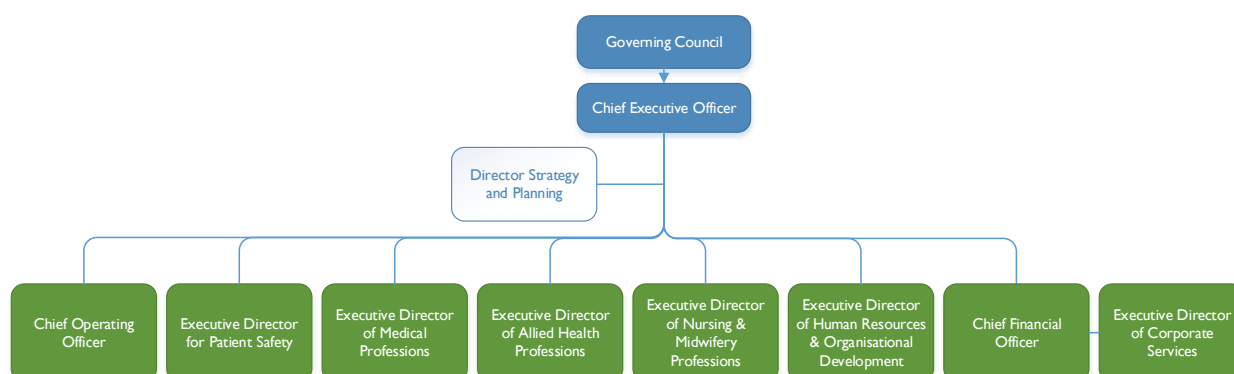 Governing Council
Chief Executive Officer
Director Strategy
and Planning
Chief Operating
Officer
Executive Director
for Patient Safety
Executive Director
of Medical
Professions
Executive Director
of Allied Health
Professions
Executive Director
of Nursing &
Midwifery
Professions
Executive Director
of Human Resources
& Organisational
Development
Chief Financial
Officer
Executive Director
of Corporate
Services